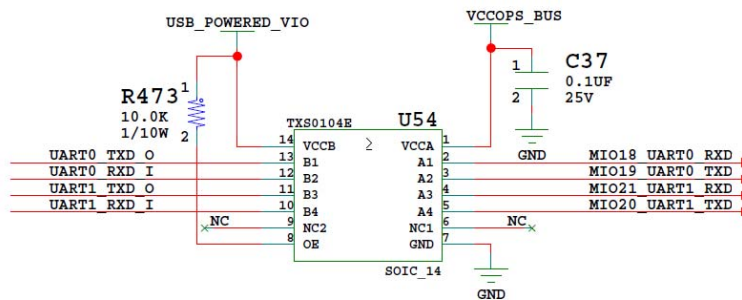 USB_POWERED_VIO
VCCOPS_BUS
1
R473
10.0K
1/10W
2
1
C37
0.1UF
2
25V
GND
TXS0104E
U54
14 VCCB ≥ VCCA 1
UART0_TXD_O 13 B1 A1 2 MIO18_UART0_RXD
UART0_RXD_I 12 B2 A2 3 MIO19_UART0_TXD
UART1_TXD_O 11 B3 A3 4 MIO21_UART1_RXD
UART1_RXD_I 10 B4 A4 5 MIO20_UART1_TXD
NC 9 NC2 NC1 6 NC
8 OE GND 7
SOIC_14
GND